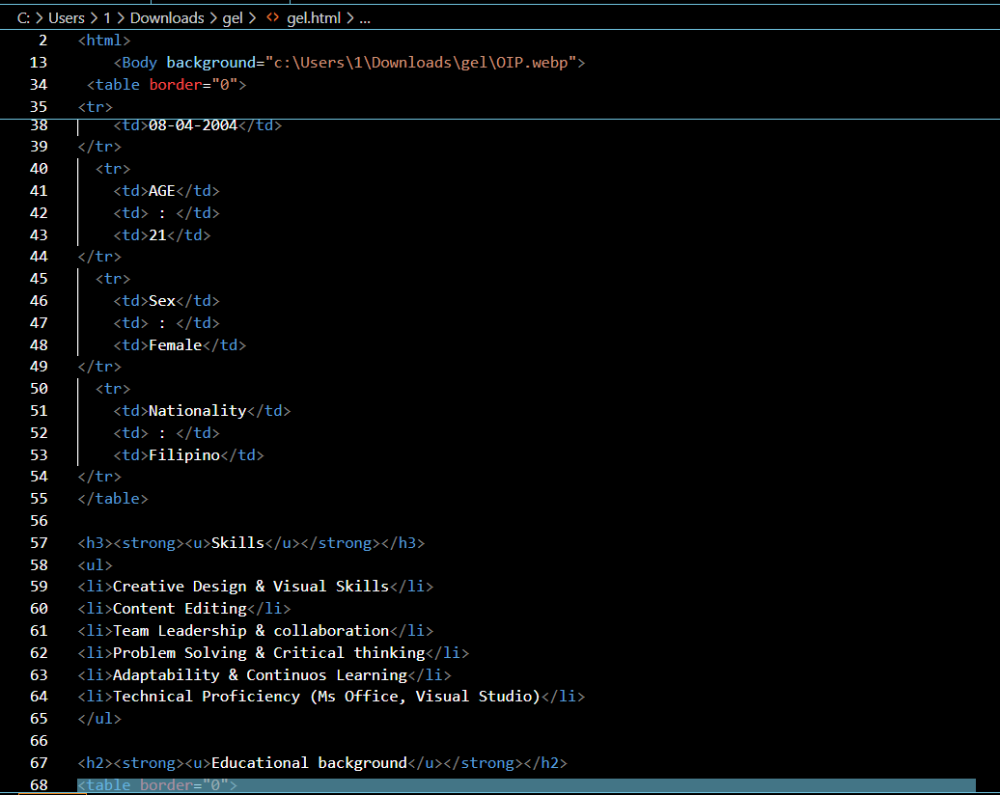 C: > Users > 1 > Downloads > gel > <> gel.html > ...
2 <html>
13 <Body background="c:\Users\1\Downloads\gel\OIP.webp">
34 <table border="0">
35 <tr>
38 <td>08-04-2004</td>
39 </tr>
40 <tr>
41 <td>AGE</td>
42 <td> : </td>
43 <td>21</td>
44 </tr>
45 <tr>
46 <td>Sex</td>
47 <td> : </td>
48 <td>Female</td>
49 </tr>
50 <tr>
51 <td>Nationality</td>
52 <td> : </td>
53 <td>Filipino</td>
54 </tr>
55 </table>
56
57 <h3><strong><u>Skills</u></strong></h3>
58 <ul>
59 <li>Creative Design & Visual Skills</li>
60 <li>Content Editing</li>
61 <li>Team Leadership & collaboration</li>
62 <li>Problem Solving & Critical thinking</li>
63 <li>Adaptability & Continuos Learning</li>
64 <li>Technical Proficiency (Ms Office, Visual Studio)</li>
65 </ul>
66
67 <h2><strong><u>Educational background</u></strong></h2>
68 <table border="0">